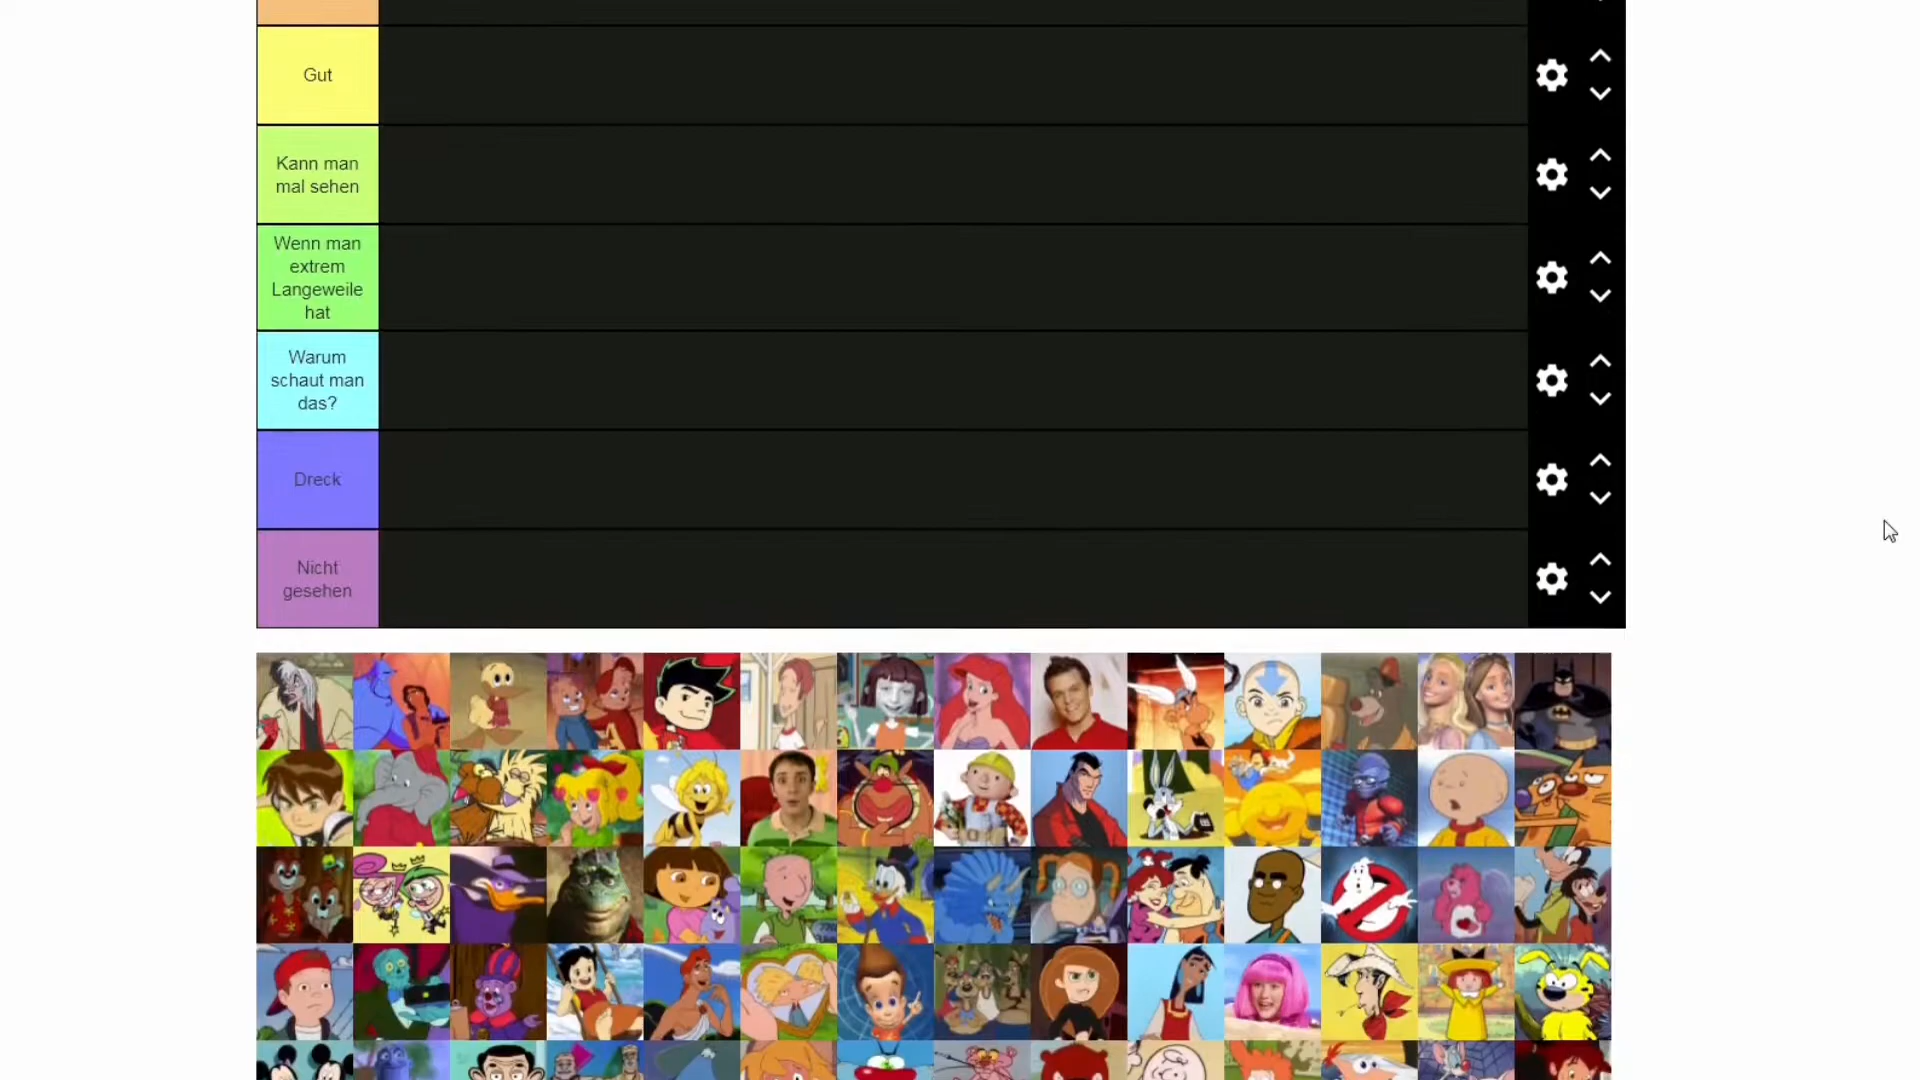 Gut
Kann man
mal sehen
Wenn man
extrem
Langeweile
hat
Warum
schaut man
das?
Dreck
Nicht
gesehen